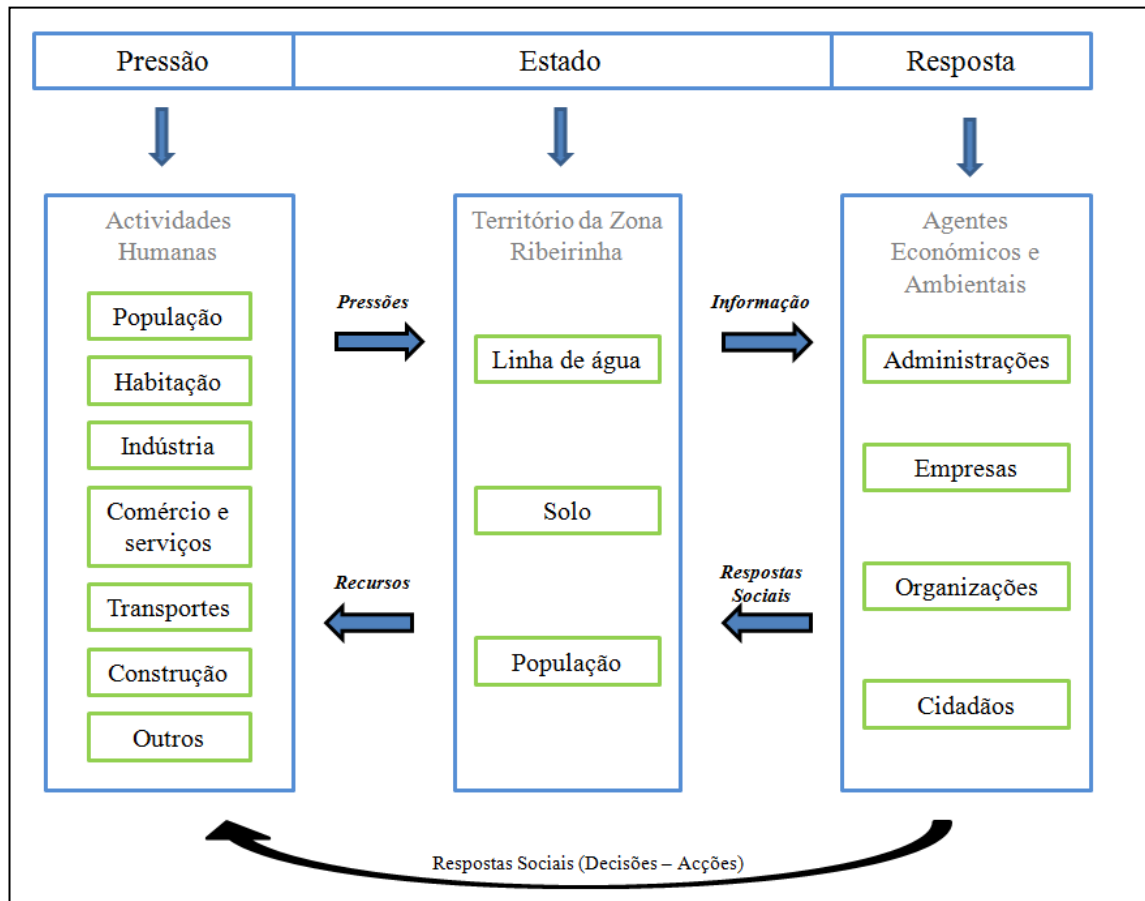 Pressão
Estado
Resposta
Actividades
Humanas
População
Habitação
Indústria
Comércio e
serviços
Transportes
Construção
Outros
Pressões
Recursos
Território da Zona
Ribeirinha
Linha de água
Solo
População
Informação
Respostas
Sociais
Agentes
Económicos e
Ambientais
Administrações
Empresas
Organizações
Cidadãos
Respostas Sociais (Decisões – Acções)